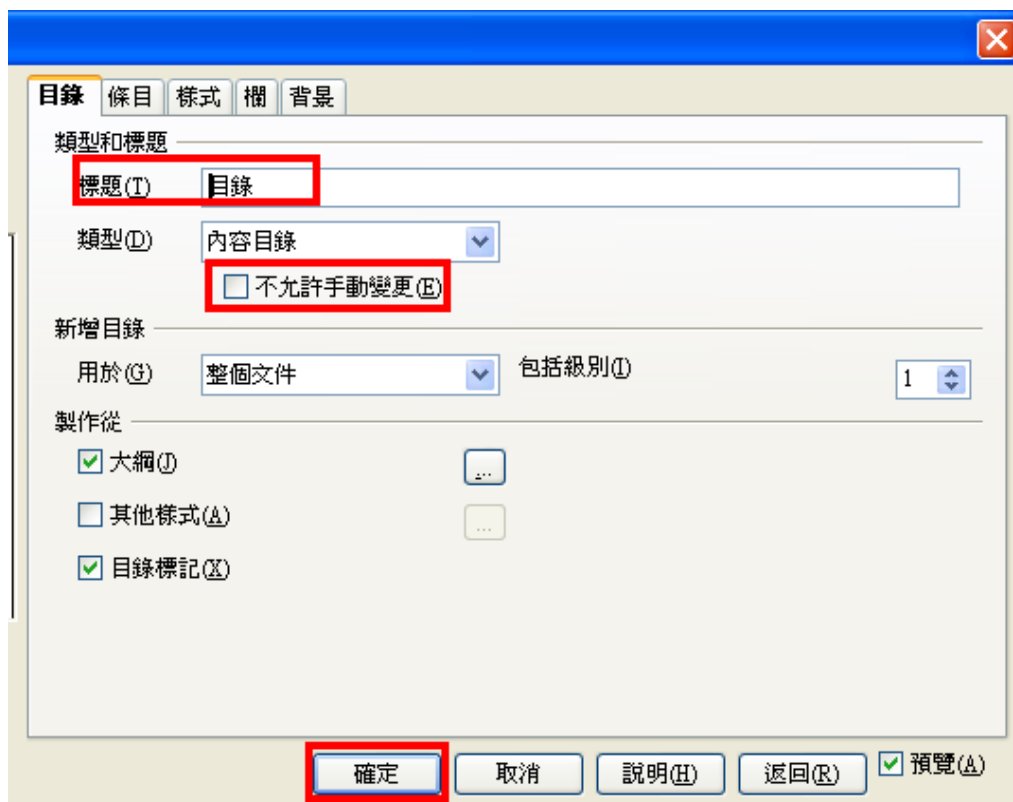 目錄 條目 樣式 欄 背景
類型和標題
標題(T) 目錄
類型(D) 內容目錄
不允許手動變更(E)
新增目錄
用於(G) 整個文件 包括級別(I) 1
製作從
大綱(J) ...
其他樣式(A) ...
目錄標記(X)
確定 取消 說明(H) 返回(R) 預覽(A)